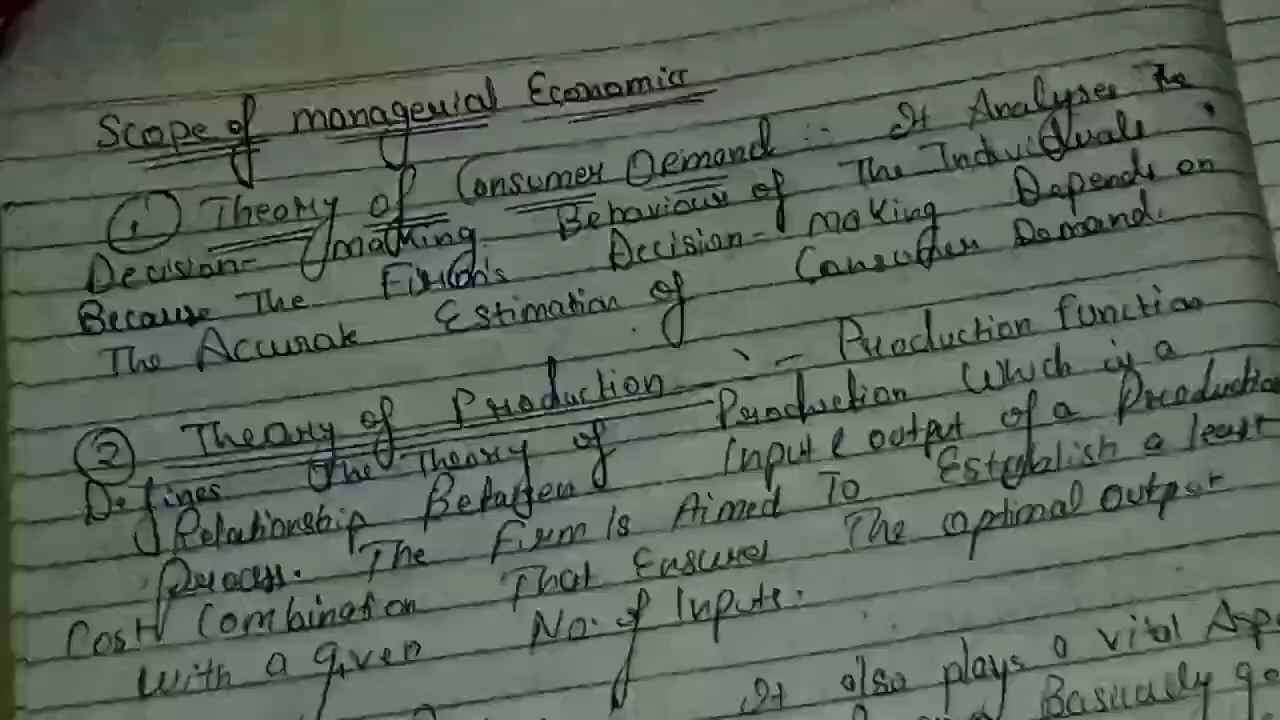 Scope of managerial Economics
① Theory of Consumer Demand :- It Analyses The
Decision- making Behaviour of The Individuals
Because The Firm's Decision- making Depends on
The Accurate Estimation of Consumer Demand.
② Theory of Production :- Production function
Defines The Theory of Production Which is a
Relationship Between Input & output of a Production
Process. The Firm Is Aimed To Establish a least
Cost Combination That Ensures The optimal output
with a given No. of Inputs.
It also plays a vital
Basically